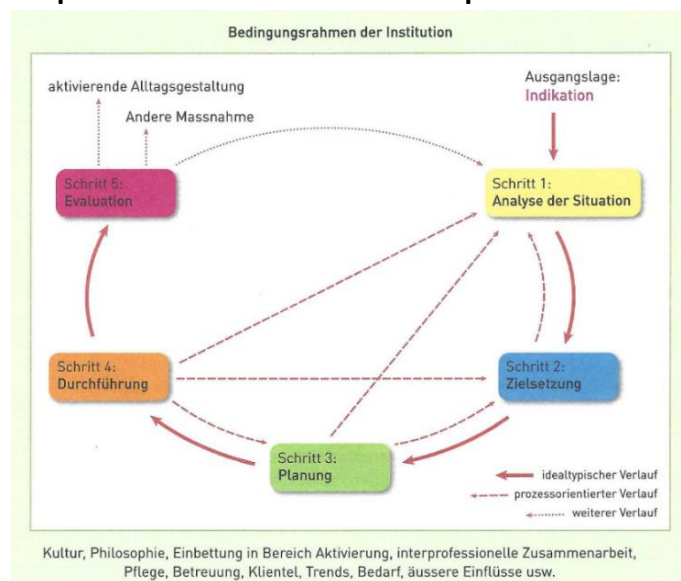 Bedingungsrahmen der Institution
aktivierende Alltagsgestaltung
Andere Massnahme
Ausgangslage:
Indikation
Schritt 5:
Evaluation
Schritt 1:
Analyse der Situation
Schritt 4:
Durchführung
Schritt 2:
Zielsetzung
Schritt 3:
Planung
idealtypischer Verlauf
prozessorientierter Verlauf
weiterer Verlauf
Kultur, Philosophie, Einbettung in Bereich Aktivierung, interprofessionelle Zusammenarbeit,
Pflege, Betreuung, Klientel, Trends, Bedarf, äussere Einflüsse usw.